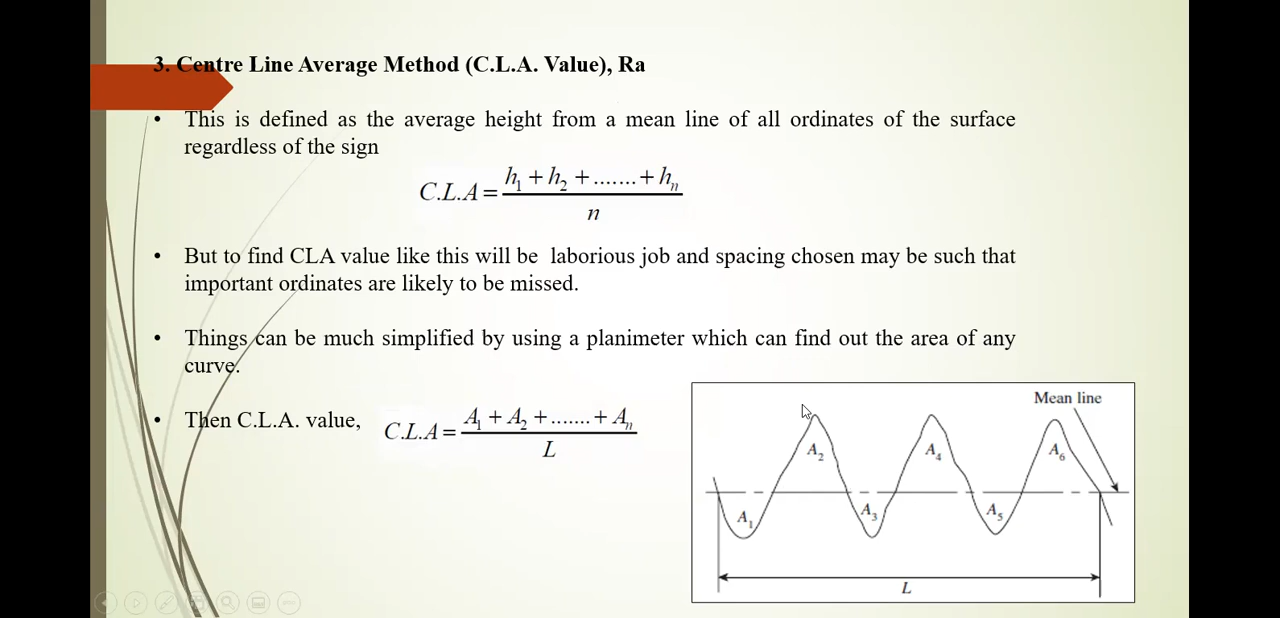 3. Centre Line Average Method (C.L.A. Value), Ra
• This is defined as the average height from a mean line of all ordinates of the surface
regardless of the sign
C.L.A = (h₁ + h₂ + ....... + hₙ) / n
• But to find CLA value like this will be laborious job and spacing chosen may be such that
important ordinates are likely to be missed.
• Things can be much simplified by using a planimeter which can find out the area of any
curve.
• Then C.L.A. value, C.L.A = (A₁ + A₂ + ....... + Aₙ) / L
Mean line
A₂ A₄ A₆
A₁ A₃ A₅
L